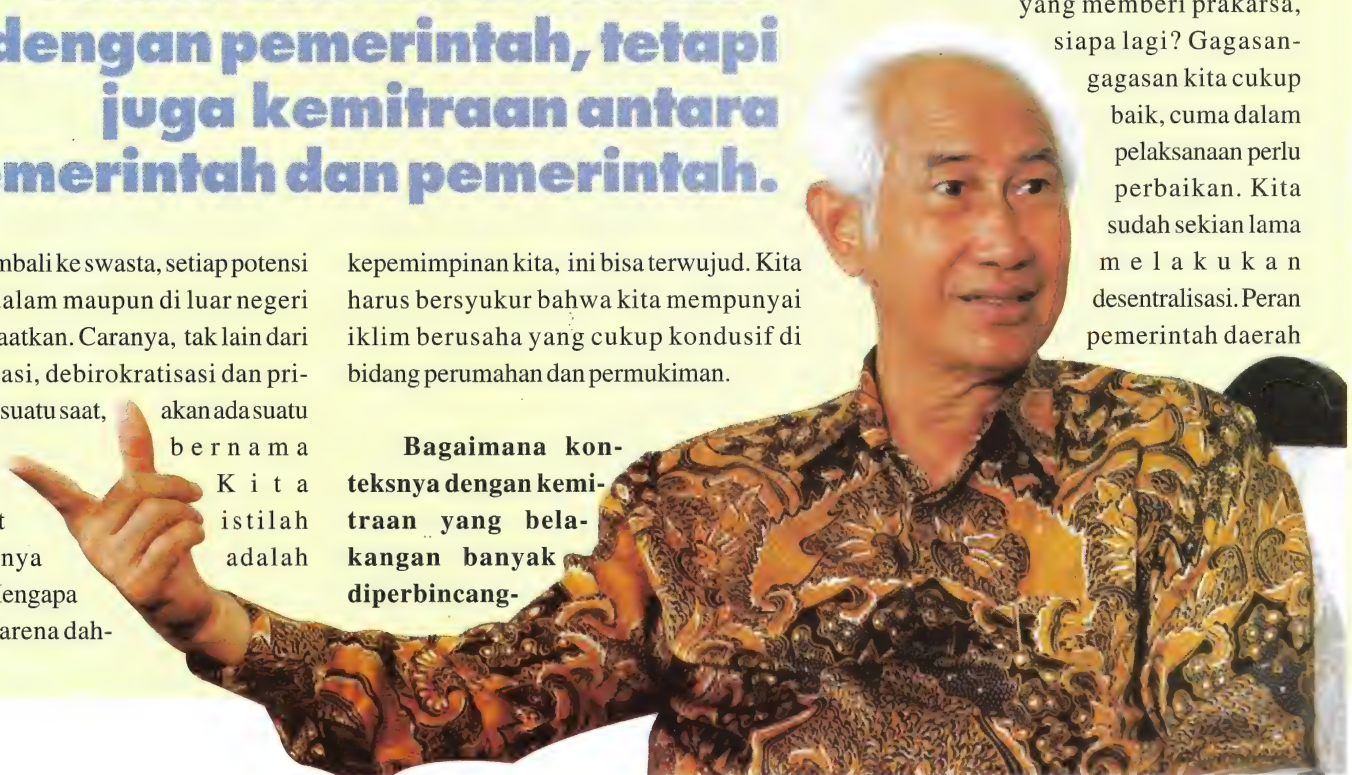 dengan pemerintah, tetapi
juga kemitraan antara
merintah dan pemerintah.
mbali ke swasta, setiap potensi
dalam maupun di luar negeri
aatkan. Caranya, tak lain dari
asi, debirokratisasi dan pri-
suatu saat, akan ada suatu
bernama
Kita
t istilah
nya adalah
engapa
arena dah-
kepemimpinan kita, ini bisa terwujud. Kita
harus bersyukur bahwa kita mempunyai
iklim berusaha yang cukup kondusif di
bidang perumahan dan permukiman.
Bagaimana kon-
teksnya dengan kemi-
traan yang bela-
kangan banyak
diperbincang-
yang memberi prakarsa,
siapa lagi? Gagasan-
gagasan kita cukup
baik, cuma dalam
pelaksanaan perlu
perbaikan. Kita
sudah sekian lama
melakukan
desentralisasi. Peran
pemerintah daerah